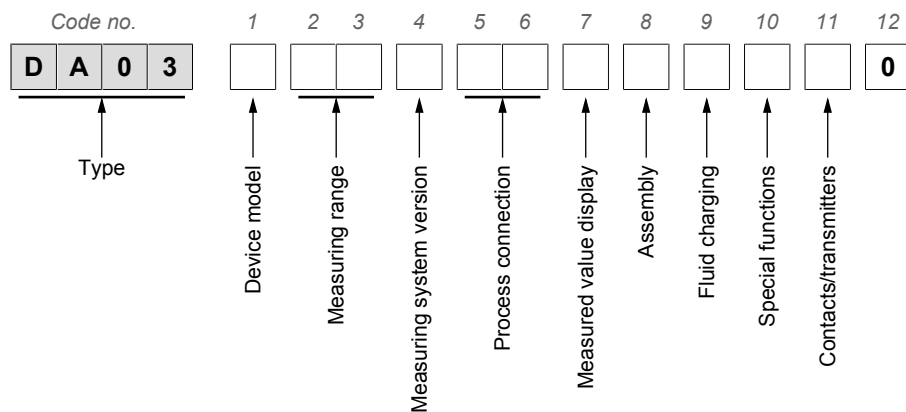 Code no. 1 2 3 4 5 6 7 8 9 10 11 12
D A 0 3 0
Type
Device model
Measuring range
Measuring system version
Process connection
Measured value display
Assembly
Fluid charging
Special functions
Contacts/transmitters